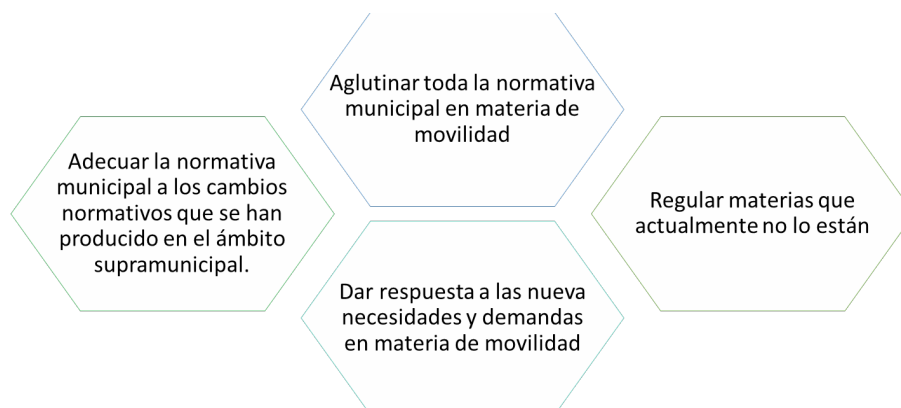 Aglutinar toda la normativa
municipal en materia de
movilidad
Adecuar la normativa
municipal a los cambios
normativos que se han
producido en el ámbito
supramunicipal.
Regular materias que
actualmente no lo están
Dar respuesta a las nueva
necesidades y demandas
en materia de movilidad